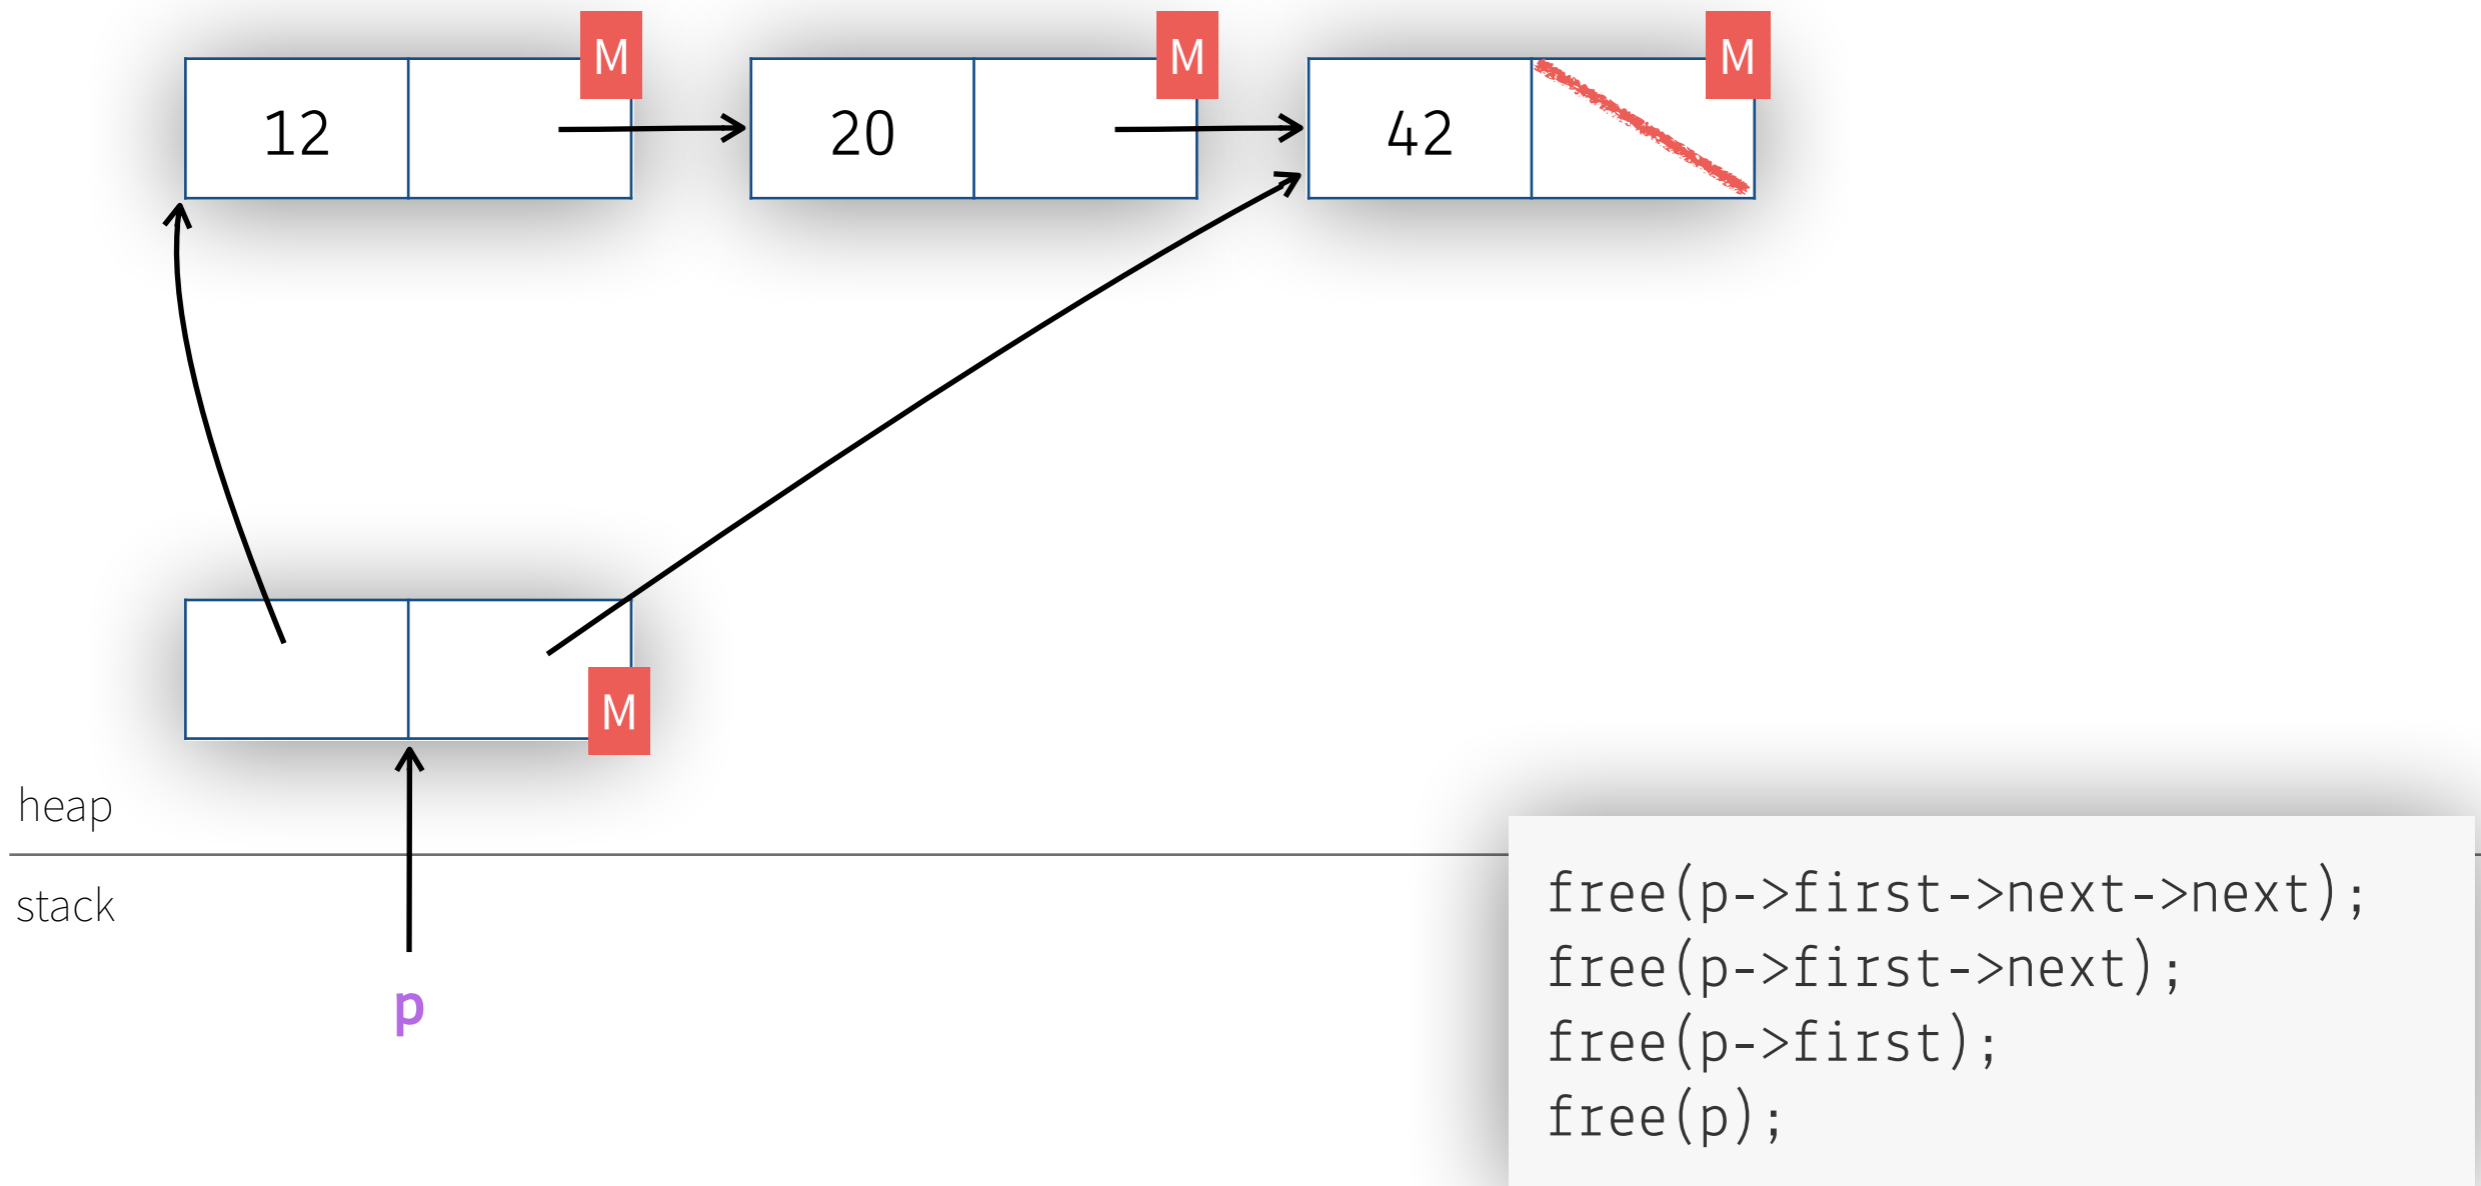 M
M
M
12
20
42
M
heap
stack
p
free(p->first->next->next);
free(p->first->next);
free(p->first);
free(p);